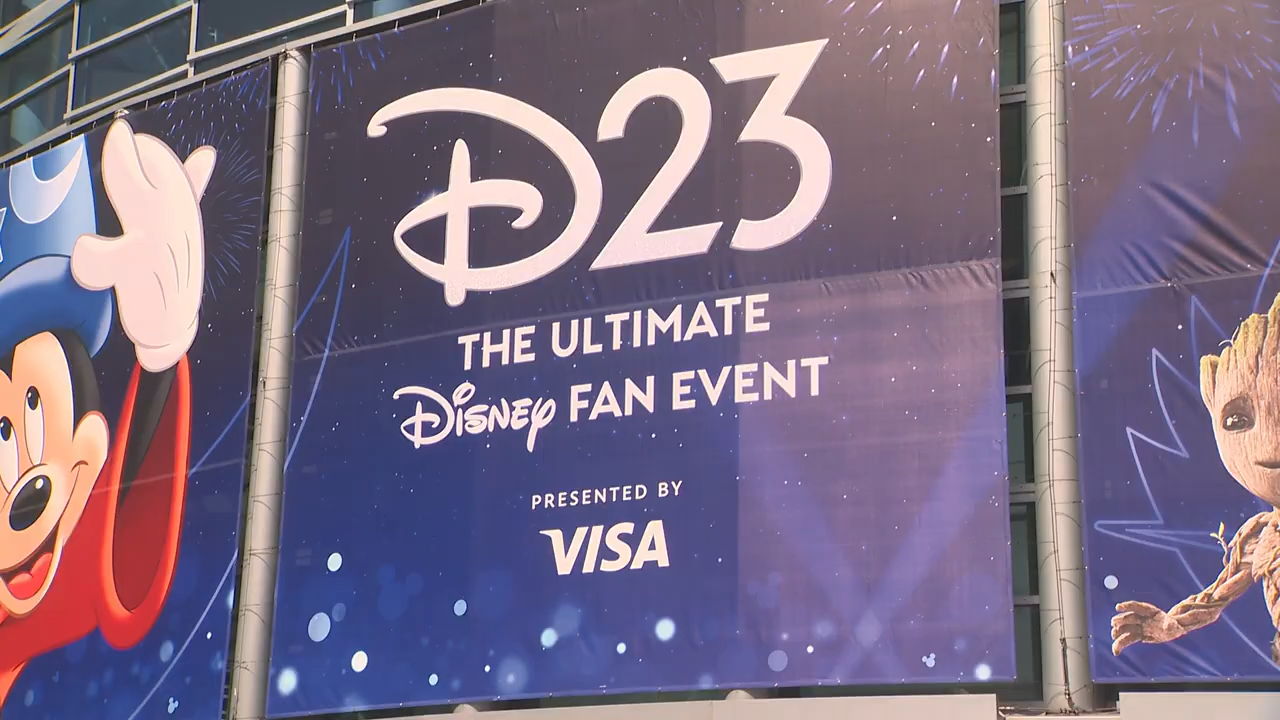 D23
THE ULTIMATE
Disney FAN EVENT
PRESENTED BY
VISA